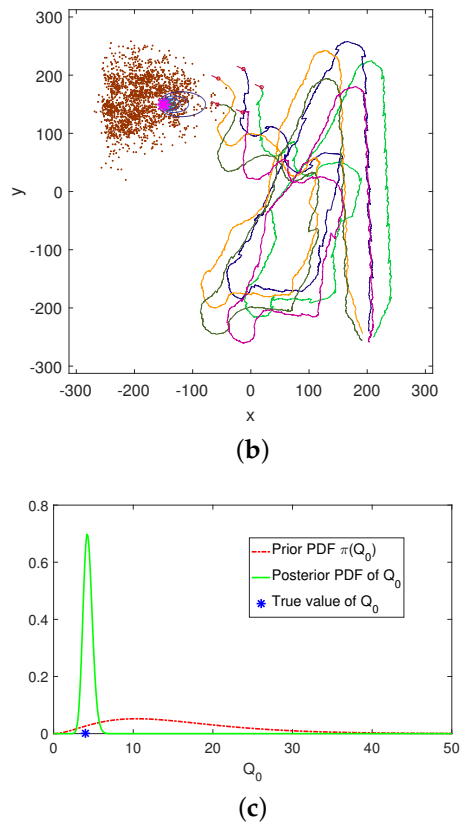 300
200
100
0
-100
-200
-300
y
-300 -200 -100 0 100 200 300
x
(b)
0.8
0.6
0.4
0.2
0
Prior PDF π(Q₀)
Posterior PDF of Q₀
True value of Q₀
0 10 20 30 40 50
Q₀
(c)